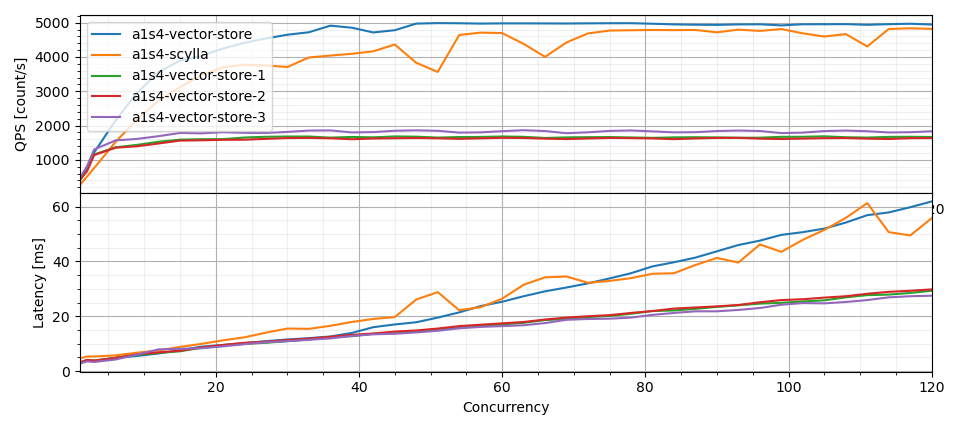 a1s4-vector-store
a1s4-scylla
a1s4-vector-store-1
a1s4-vector-store-2
a1s4-vector-store-3
QPS [count/s]
5000
4000
3000
2000
1000
20
Latency [ms]
60
40
20
0
20 40 60 80 100 120
Concurrency